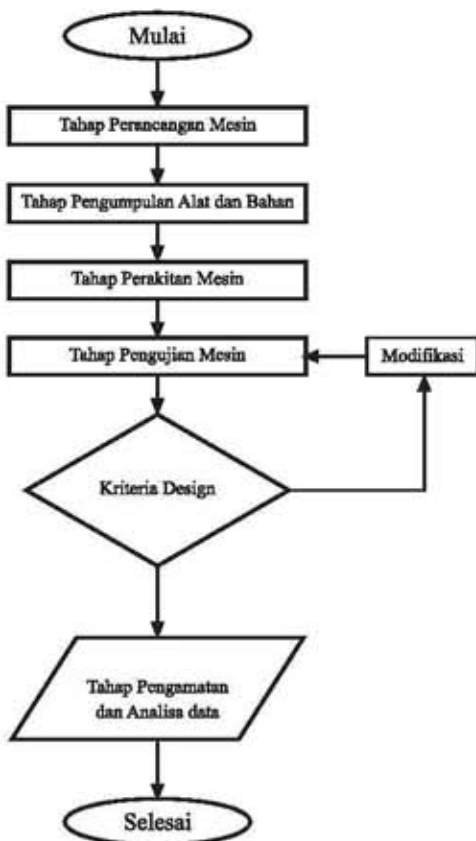 Mulai
Tahap Perancangan Mesin
Tahap Pengumpulan Alat dan Bahan
Tahap Perakitan Mesin
Tahap Pengujian Mesin
Modifikasi
Kriteria Design
Tahap Pengamatan
dan Analisa data
Selesai